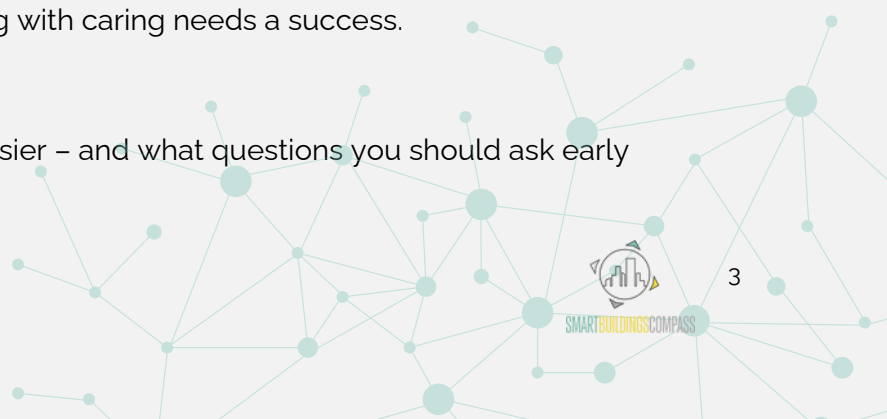 g with caring needs a success.
sier – and what questions you should ask early
3
SMARTBUILDINGSCOMPASS